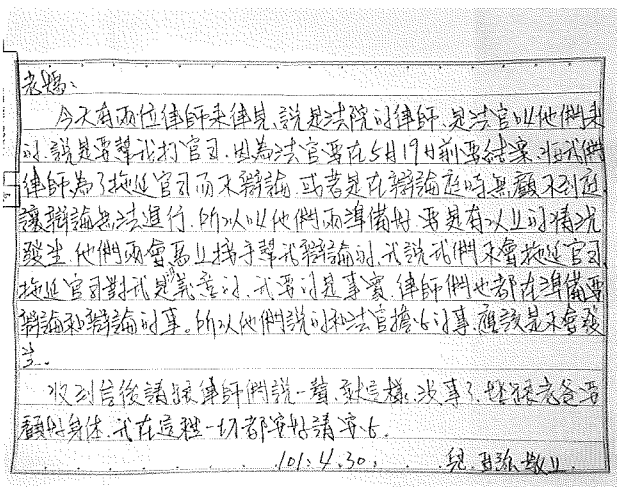 老媽:
今天有兩位律師來律見,說是法院的律師,是法官叫他們來
的,說是要幫我打官司,因為法官要在5月19日前要結案,怕我們
律師為了拖延官司而不辯論,或者是在辯論庭時無顧不到庭,
讓辯論無法進行,所以叫他們兩準備好,要是有以上的情況
發生,他們兩會馬上接手幫我辯論的,我說我們不會拖延官司,
拖延官司對我是無意的,我要的是事實,律師們也都在準備要
辯論和辯論的事。所以他們說的和法官擔心的事,應該是不會發
生.
收到信後請跟律師們說一聲,就這樣,沒事了,老爸要
顧好身体,我在這裡一切都安好請安心.
101.4.30. 兒 敬上